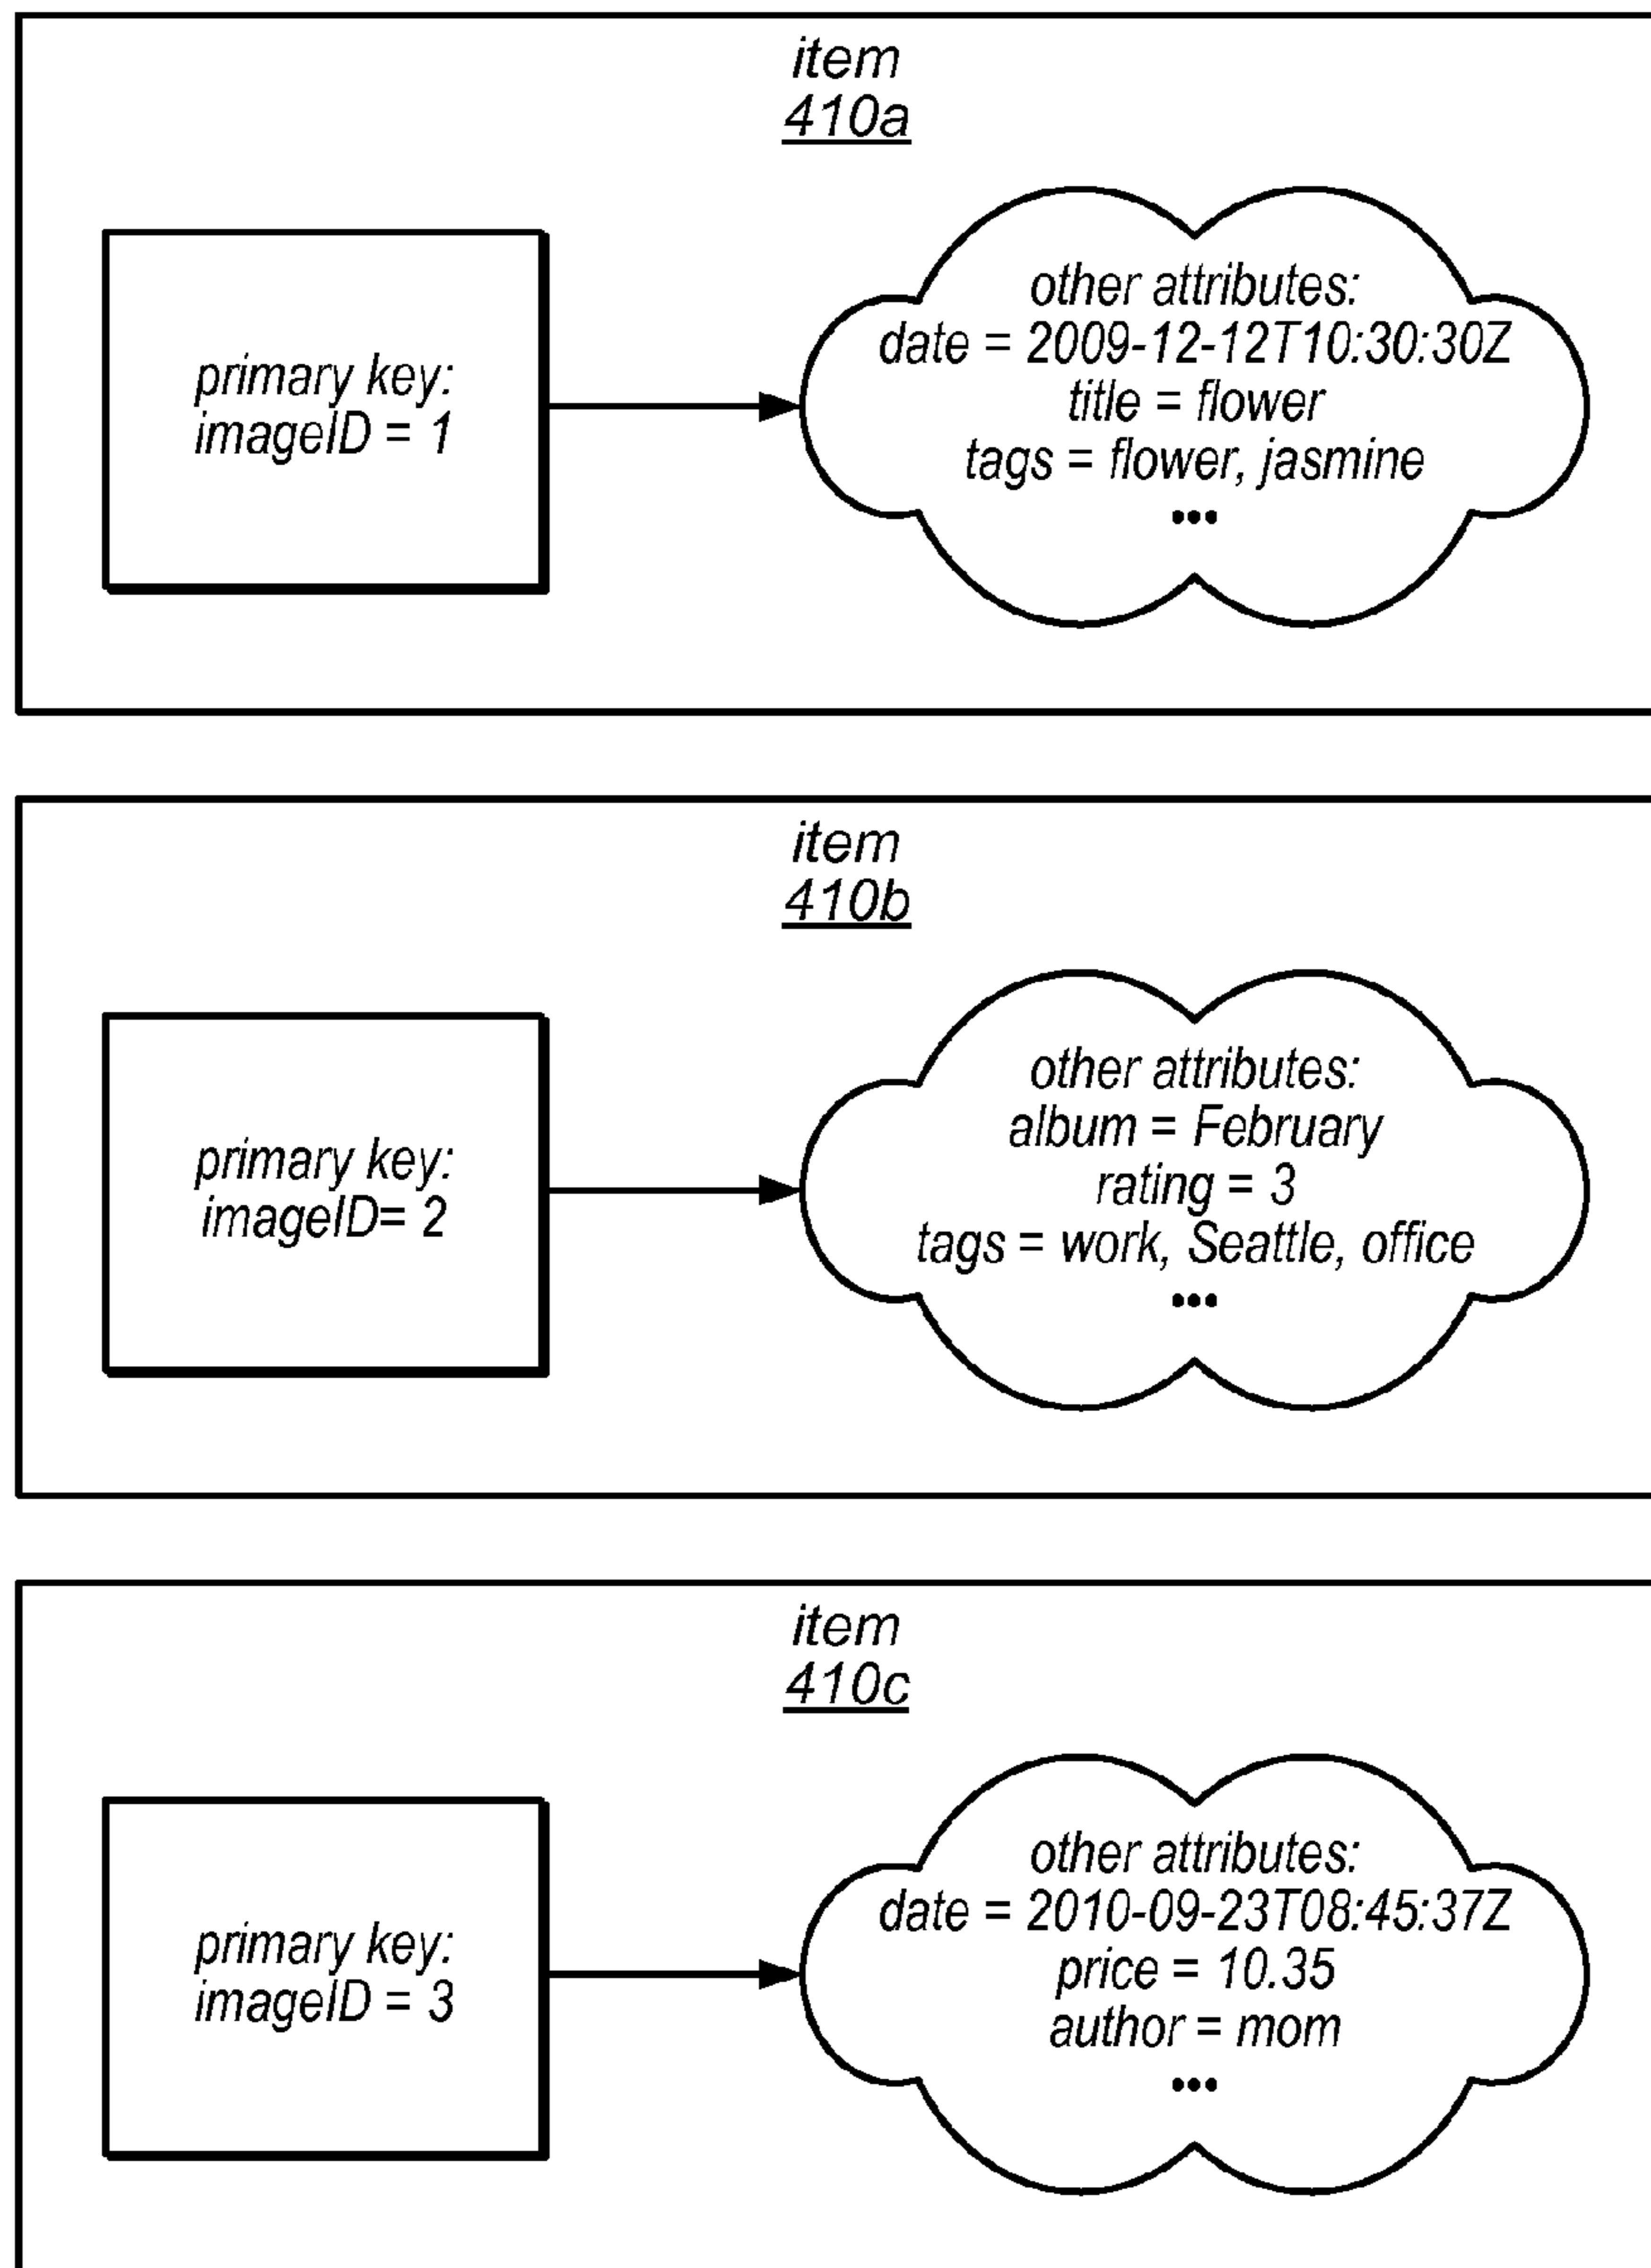 item
410a
primary key:
imageID = 1
other attributes:
date = 2009-12-12T10:30:30Z
title = flower
tags = flower, jasmine
•••
item
410b
primary key:
imageID= 2
other attributes:
album = February
rating = 3
tags = work, Seattle, office
•••
item
410c
primary key:
imageID = 3
other attributes:
date = 2010-09-23T08:45:37Z
price = 10.35
author = mom
•••